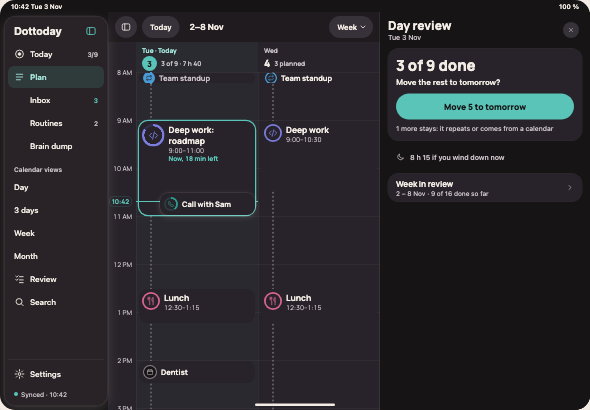 10:42 Tue 3 Nov
100 %
Dottoday
Today 3/9
Plan
Inbox 3
Routines 2
Brain dump
Calendar views
Day
3 days
Week
Month
Review
Search
Settings
Synced · 10:42
Today
2–8 Nov
Week
Tue · Today
3 3 of 9 · 7 h 40
Wed
4 3 planned
8 AM
Team standup
Team standup
9 AM
Deep work:
roadmap
9:00–11:00
Now, 18 min left
Deep work
9:00–10:30
10 AM
10:42
Call with Sam
11 AM
12 PM
Lunch
12:30–1:15
Lunch
12:30–1:15
1 PM
2 PM
Dentist
3 PM
Day review
Tue 3 Nov
3 of 9 done
Move the rest to tomorrow?
Move 5 to tomorrow
1 more stays: it repeats or comes from a calendar
8 h 15 if you wind down now
Week in review
2 – 8 Nov · 9 of 16 done so far